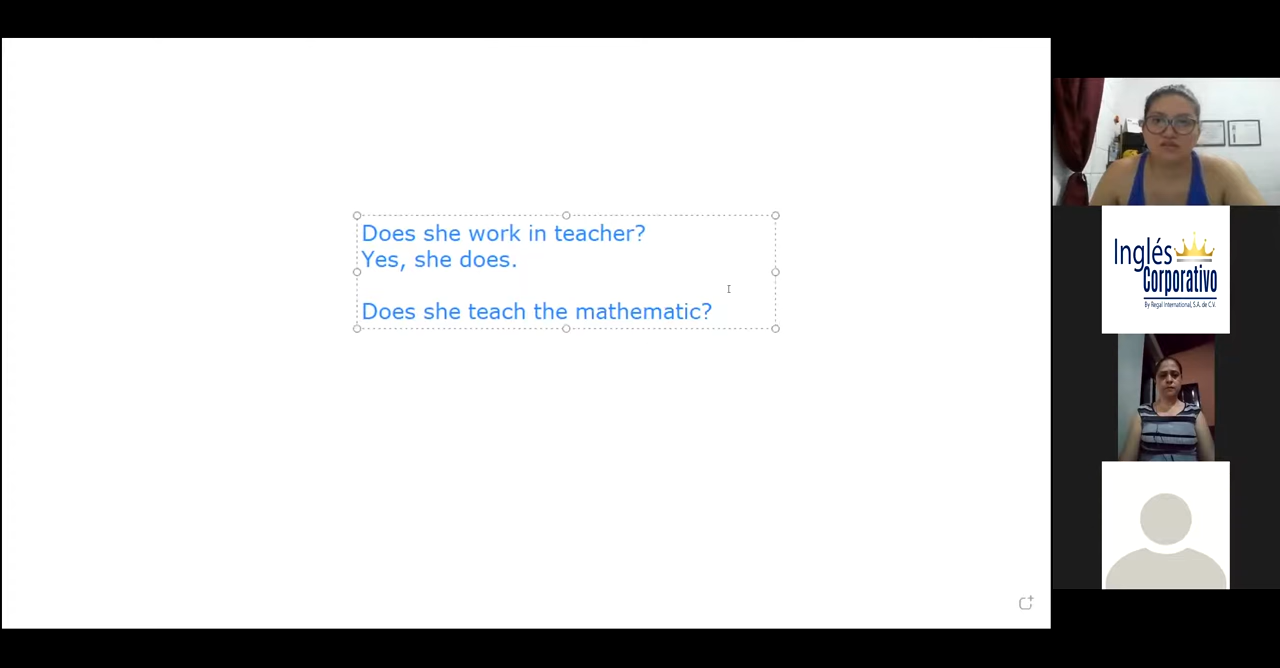 Does she work in teacher?
Yes, she does.
Does she teach the mathematic?
Inglés
Corporativo
By Regal International, S.A. de C.V.